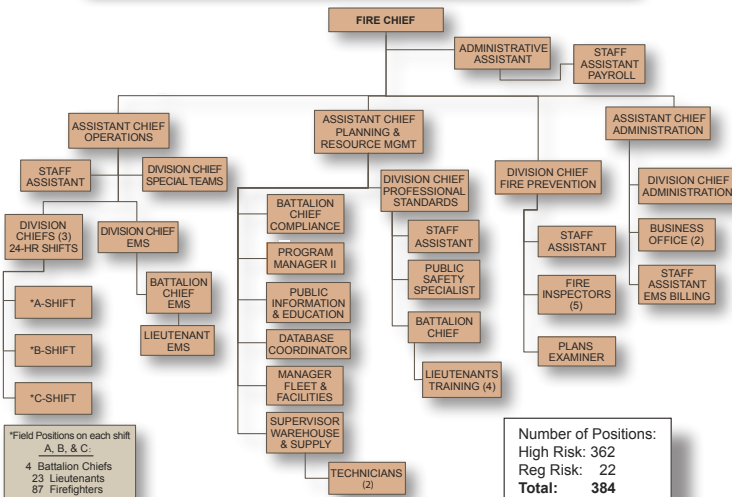 FIRE CHIEF
ADMINISTRATIVE
ASSISTANT
STAFF
ASSISTANT
PAYROLL
ASSISTANT CHIEF
OPERATIONS
STAFF
ASSISTANT
DIVISION CHIEF
SPECIAL TEAMS
DIVISION
CHIEFS (3)
24-HR SHIFTS
DIVISION CHIEF
EMS
*A-SHIFT
*B-SHIFT
*C-SHIFT
BATTALION
CHIEF
EMS
LIEUTENANT
EMS
*Field Positions on each shift
A, B, & C:
4 Battalion Chiefs
23 Lieutenants
87 Firefighters
ASSISTANT CHIEF
PLANNING &
RESOURCE MGMT
BATTALION
CHIEF
COMPLIANCE
PROGRAM
MANAGER II
PUBLIC
INFORMATION
& EDUCATION
DATABASE
COORDINATOR
MANAGER
FLEET &
FACILITIES
SUPERVISOR
WAREHOUSE
& SUPPLY
TECHNICIANS
(2)
DIVISION CHIEF
PROFESSIONAL
STANDARDS
STAFF
ASSISTANT
PUBLIC
SAFETY
SPECIALIST
BATTALION
CHIEF
LIEUTENANTS
TRAINING (4)
DIVISION CHIEF
FIRE PREVENTION
STAFF
ASSISTANT
FIRE
INSPECTORS
(5)
PLANS
EXAMINER
ASSISTANT CHIEF
ADMINISTRATION
DIVISION CHIEF
ADMINISTRATION
BUSINESS
OFFICE (2)
STAFF
ASSISTANT
EMS BILLING
Number of Positions:
High Risk: 362
Reg Risk: 22
Total: 384